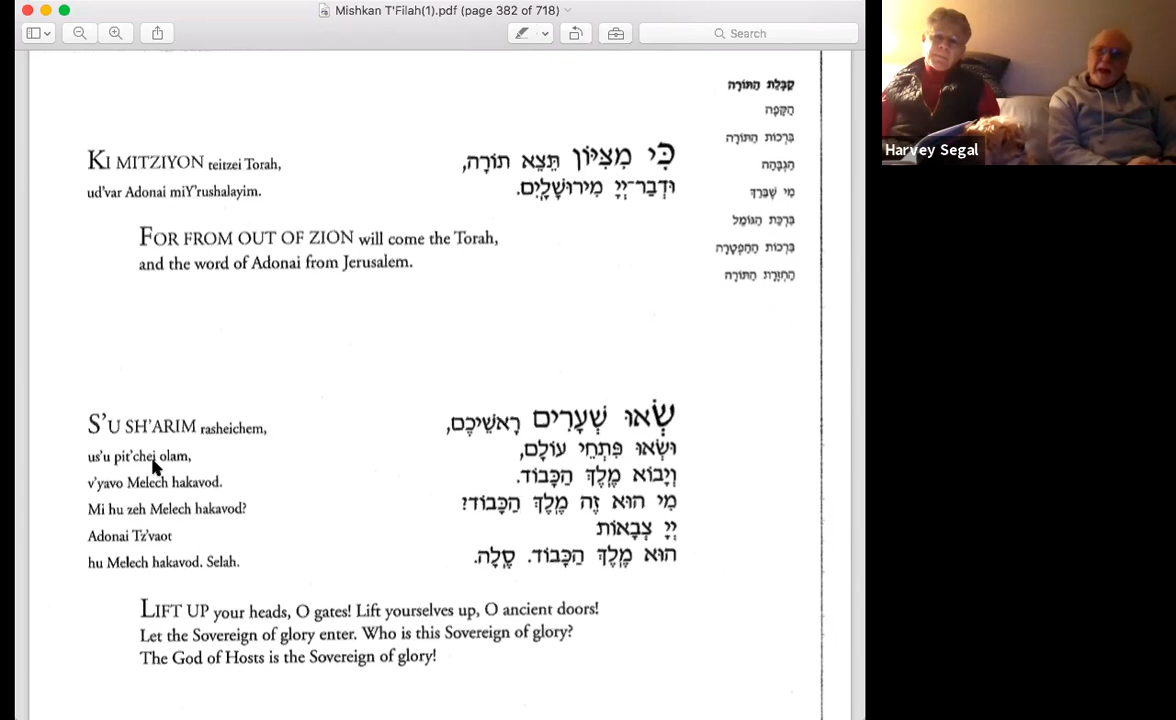 Mishkan T'Filah(1).pdf (page 382 of 718)
Search
Harvey Segal
קַבָּלַת הַתּוֹרָה
הַקָּפָה
בִּרְכוֹת הַתּוֹרָה
הַגְבָּהָה
מִי שֶׁבֵּרַךְ
בִּרְכַּת הַגּוֹמֵל
בִּרְכוֹת הַהַפְטָרָה
הַחְזָרַת הַתּוֹרָה
KI MITZIYON teitzei Torah,
ud'var Adonai miY'rushalayim.
כִּי מִצִּיּוֹן תֵּצֵא תוֹרָה,
וּדְבַר־יְיָ מִירוּשָׁלָיִם.
FOR FROM OUT OF ZION will come the Torah,
and the word of Adonai from Jerusalem.
S'U SH'ARIM rasheichem,
us'u pit'chei olam,
v'yavo Melech hakavod.
Mi hu zeh Melech hakavod?
Adonai Tz'vaot
hu Melech hakavod. Selah.
שְׂאוּ שְׁעָרִים רָאשֵׁיכֶם,
וּשְׂאוּ פִּתְחֵי עוֹלָם,
וְיָבוֹא מֶלֶךְ הַכָּבוֹד.
מִי הוּא זֶה מֶלֶךְ הַכָּבוֹד?
יְיָ צְבָאוֹת
הוּא מֶלֶךְ הַכָּבוֹד. סֶלָה.
LIFT UP your heads, O gates! Lift yourselves up, O ancient doors!
Let the Sovereign of glory enter. Who is this Sovereign of glory?
The God of Hosts is the Sovereign of glory!